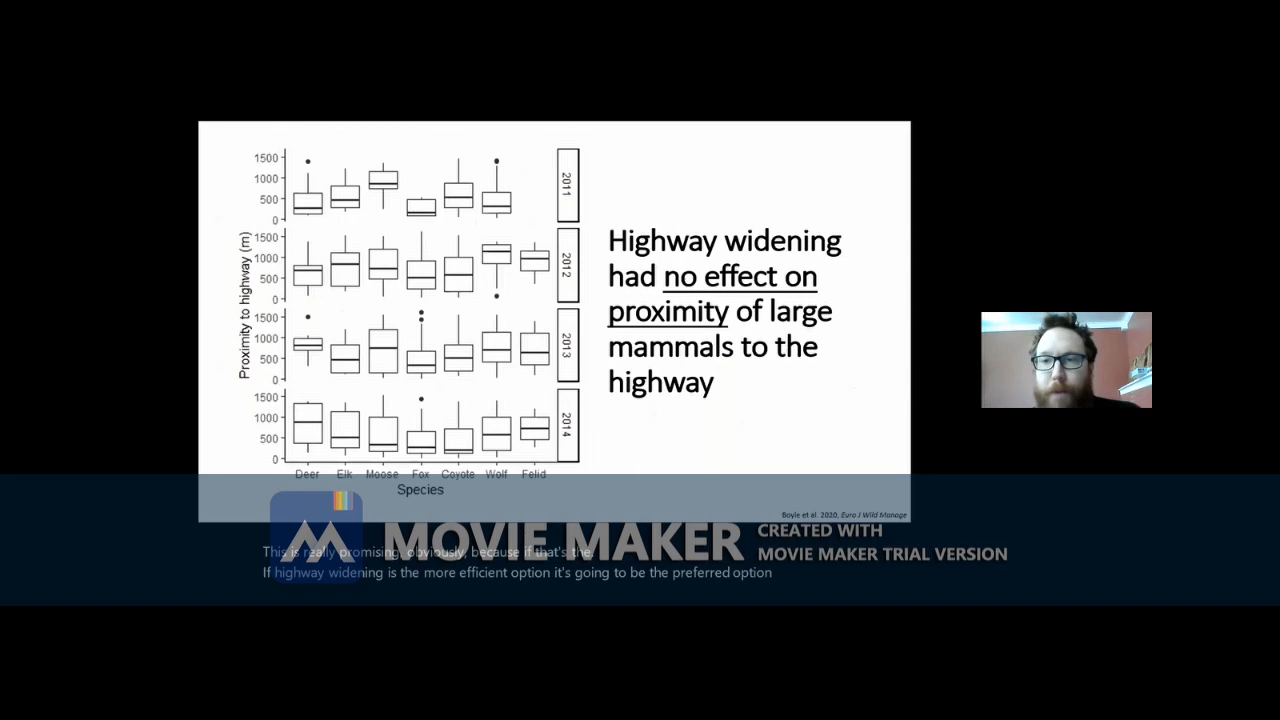 1500
1000
500
0
2011
1500
1000
500
0
2012
1500
1000
500
0
2013
1500
1000
500
0
2014
Proximity to highway (m)
Deer Elk Moose Fox Coyote Wolf Felid
Species
Highway widening
had no effect on
proximity of large
mammals to the
highway
Boyle et al. 2020, Euro J Wild Manage
MOVIE MAKER
CREATED WITH
MOVIE MAKER TRIAL VERSION
This is really promising, obviously, because if that's the.
If highway widening is the more efficient option it's going to be the preferred option